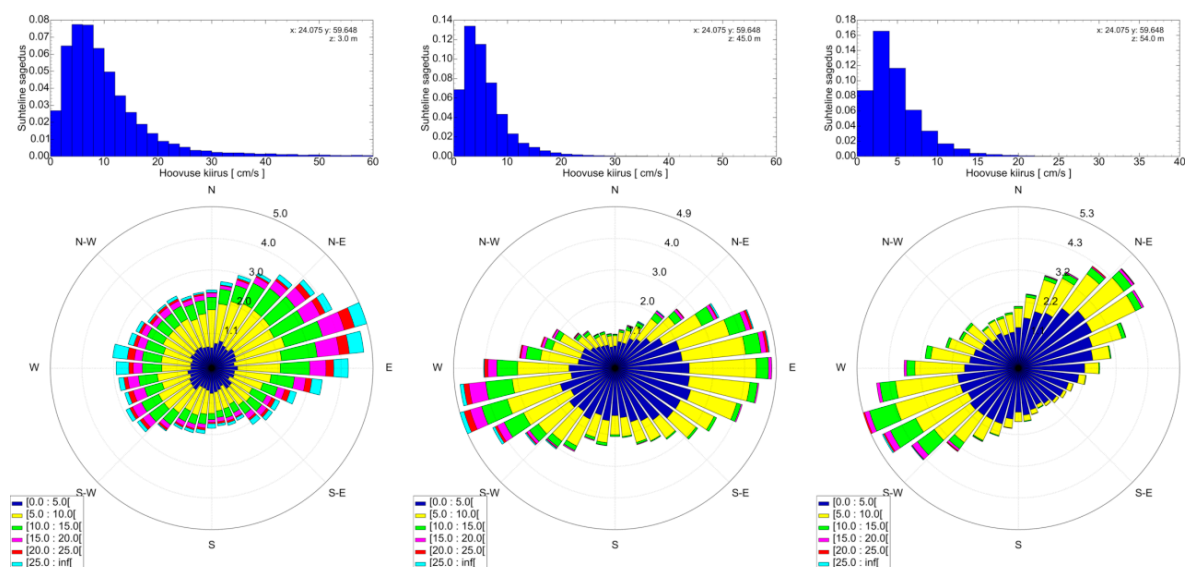 0.08
0.07
0.06
0.05
0.04
0.03
0.02
0.01
0.00
Suhteline sagedus
x: 24.075 y: 59.648
z: 3.0 m
0 10 20 30 40 50 60
Hoovuse kiirus [ cm/s ]
0.14
0.12
0.10
0.08
0.06
0.04
0.02
0.00
Suhteline sagedus
x: 24.075 y: 59.648
z: 45.0 m
0 10 20 30 40 50 60
Hoovuse kiirus [ cm/s ]
0.18
0.16
0.14
0.12
0.10
0.08
0.06
0.04
0.02
0.00
Suhteline sagedus
x: 24.075 y: 59.648
z: 54.0 m
0 5 10 15 20 25 30 35 40
Hoovuse kiirus [ cm/s ]
N
5.0
N-W
N-E
4.0
3.0
2.0
1.1
W
E
S-W
S-E
S
[0.0 : 5.0[
[5.0 : 10.0[
[10.0 : 15.0[
[15.0 : 20.0[
[20.0 : 25.0[
[25.0 : inf[
N
4.9
N-W
N-E
4.0
3.0
2.0
1.1
W
E
S-W
S-E
S
[0.0 : 5.0[
[5.0 : 10.0[
[10.0 : 15.0[
[15.0 : 20.0[
[20.0 : 25.0[
[25.0 : inf[
N
5.3
N-W
N-E
4.3
3.2
2.2
W
E
S-W
S-E
S
[0.0 : 5.0[
[5.0 : 10.0[
[10.0 : 15.0[
[15.0 : 20.0[
[20.0 : 25.0[
[25.0 : inf[